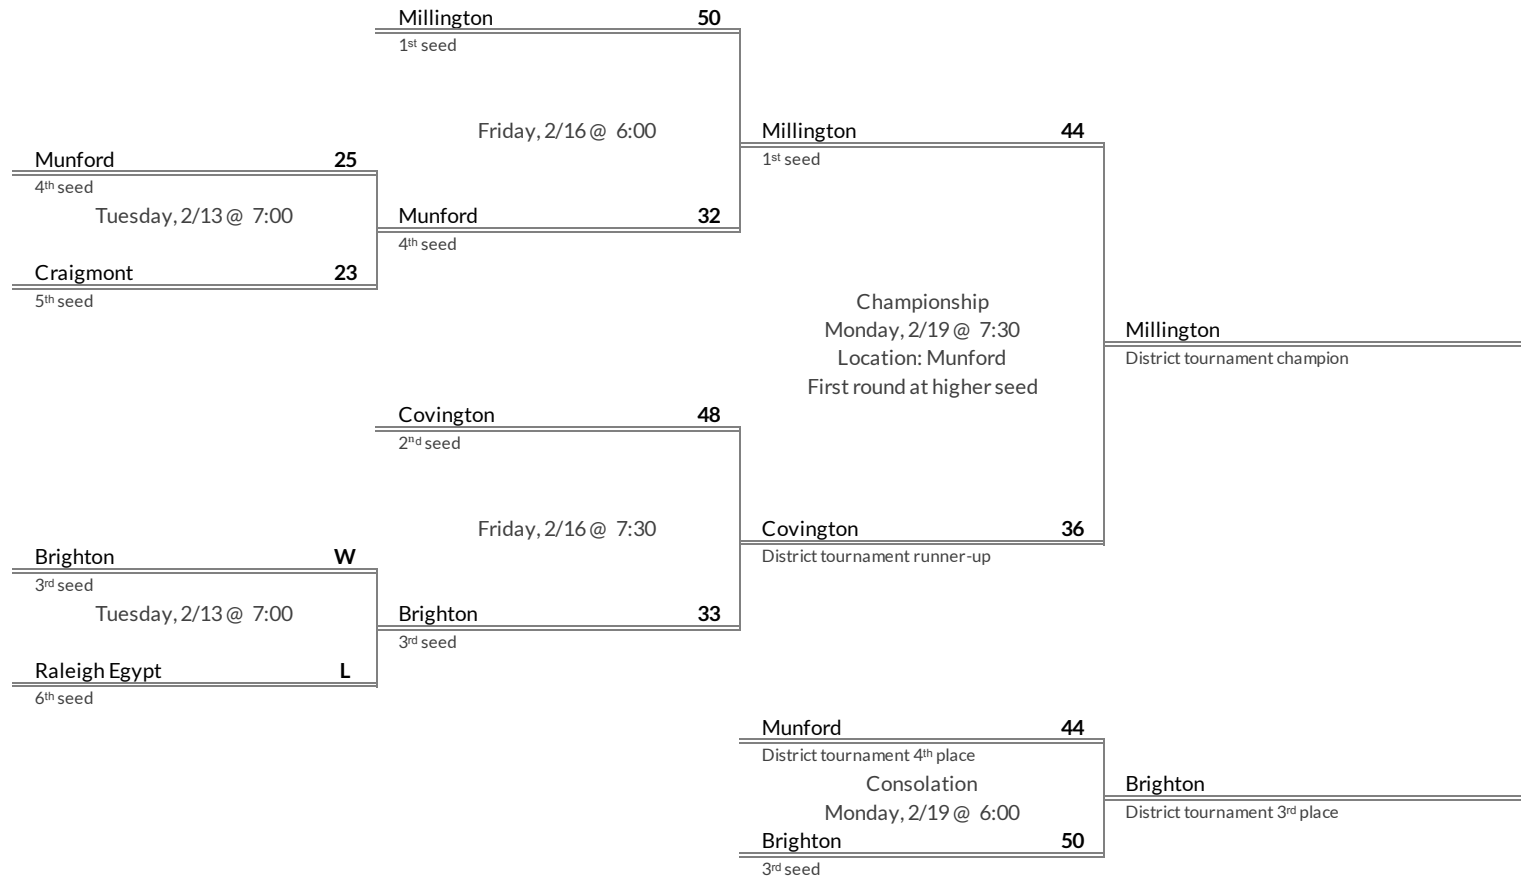 Millington 50
1st seed
Friday, 2/16 @ 6:00
Millington 44
1st seed
Munford 25
4th seed
Tuesday, 2/13 @ 7:00
Munford 32
4th seed
Craigmont 23
5th seed
Championship
Monday, 2/19 @ 7:30
Location: Munford
First round at higher seed
Millington
District tournament champion
Covington 48
2nd seed
Friday, 2/16 @ 7:30
Covington 36
District tournament runner-up
Brighton W
3rd seed
Tuesday, 2/13 @ 7:00
Brighton 33
3rd seed
Raleigh Egypt L
6th seed
Munford 44
District tournament 4th place
Consolation
Monday, 2/19 @ 6:00
Brighton
District tournament 3rd place
Brighton 50
3rd seed